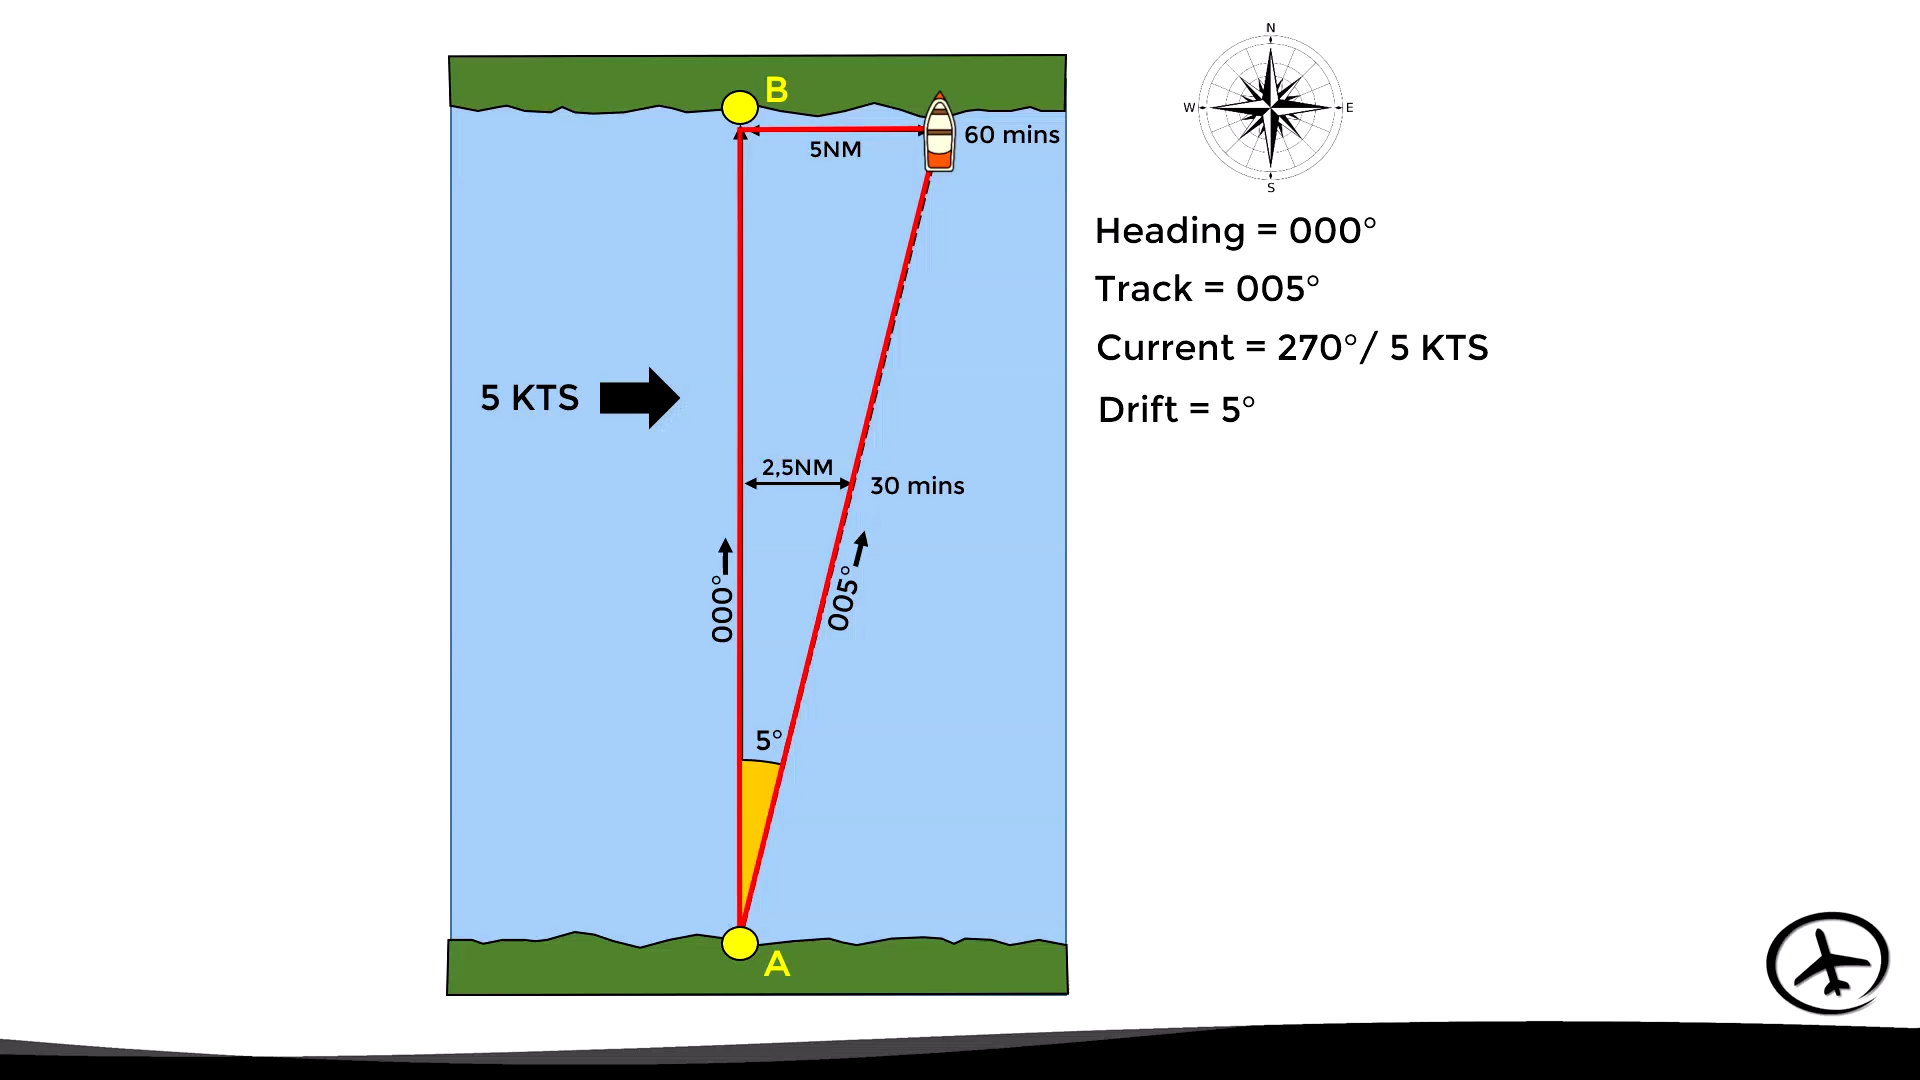 N
W
E
S
B
60 mins
5NM
Heading = 000°
Track = 005°
Current = 270°/ 5 KTS
Drift = 5°
5 KTS
2,5NM
30 mins
000°
005°
5°
A